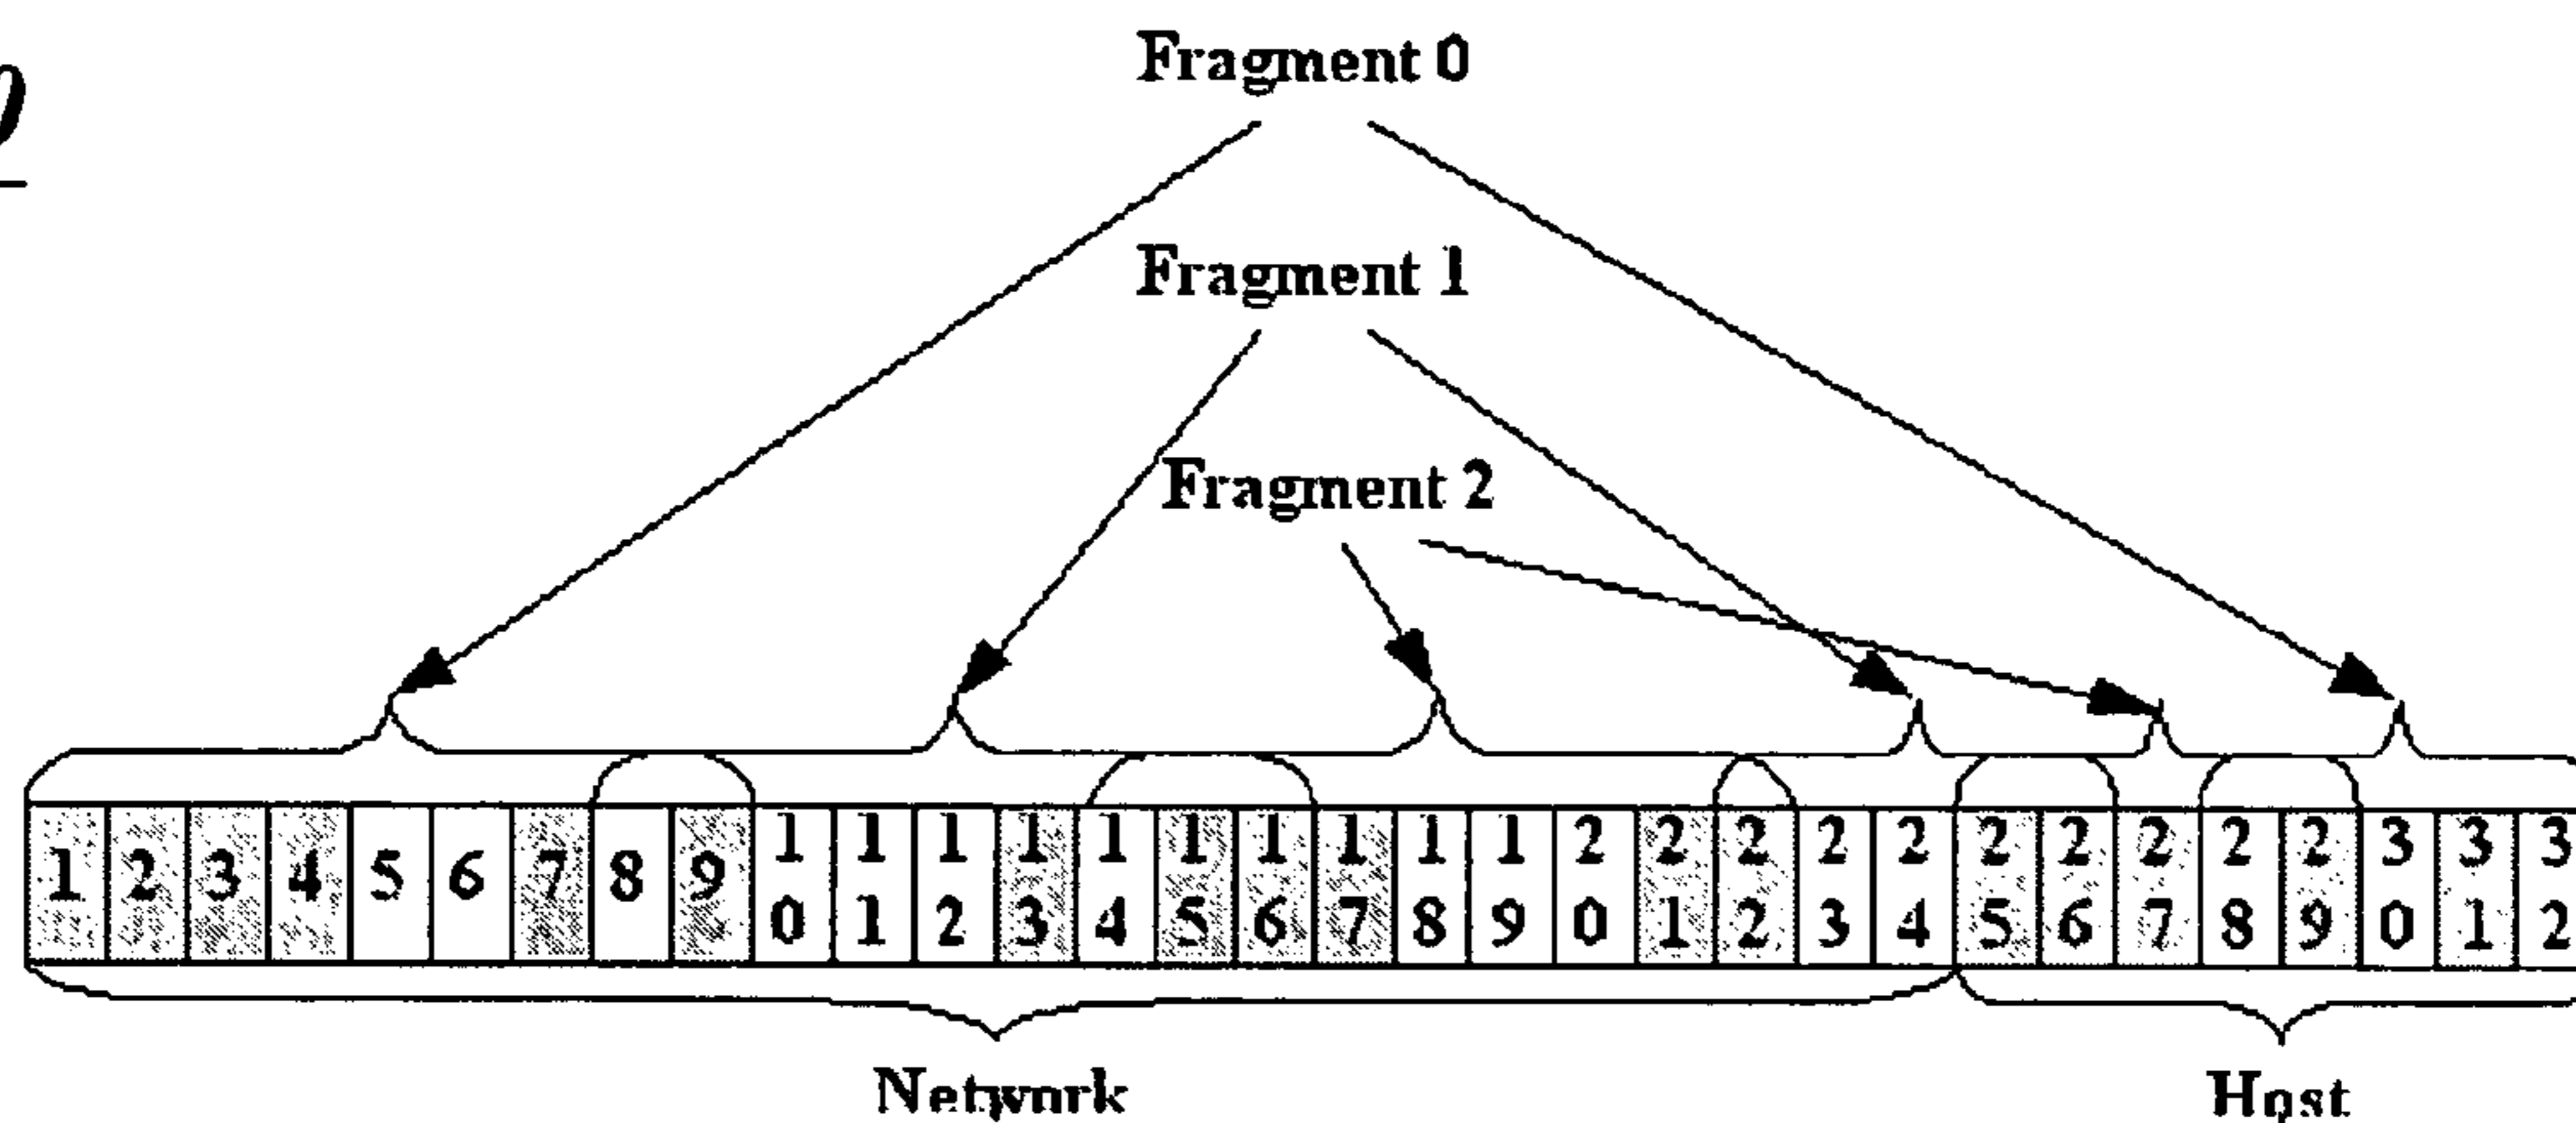 Fragment 0
Fragment 1
Fragment 2
1 2 3 4 5 6 7 8 9 10 11 12 13 14 15 16 17 18 19 20 21 22 23 24 25 26 27 28 29 30 31 32
Network Host